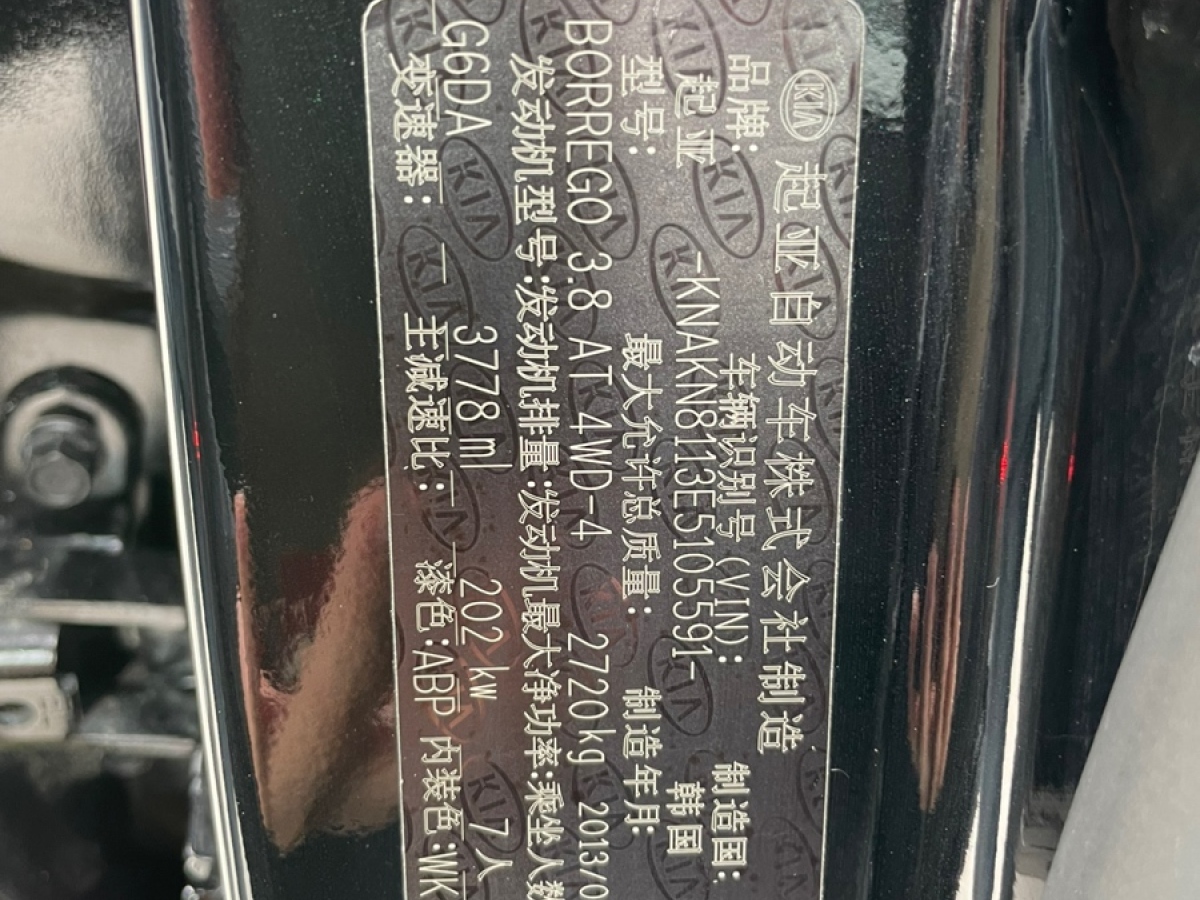 KIA 起亚自动车株式会社制造
品牌: 车辆识别号(VIN): 制造国:
起亚 -KNAKN8113E5105591- 韩国
型号: 最大允许总质量: 制造年月:
BORREGO 3.8 AT 4WD-4 2720kg 2013/0
发动机型号:发动机排量:发动机最大净功率:乘坐人数
G6DA 3778ml 202kw 7人
变速器: — 主减速比: — 漆色:ABP 内装色:WK